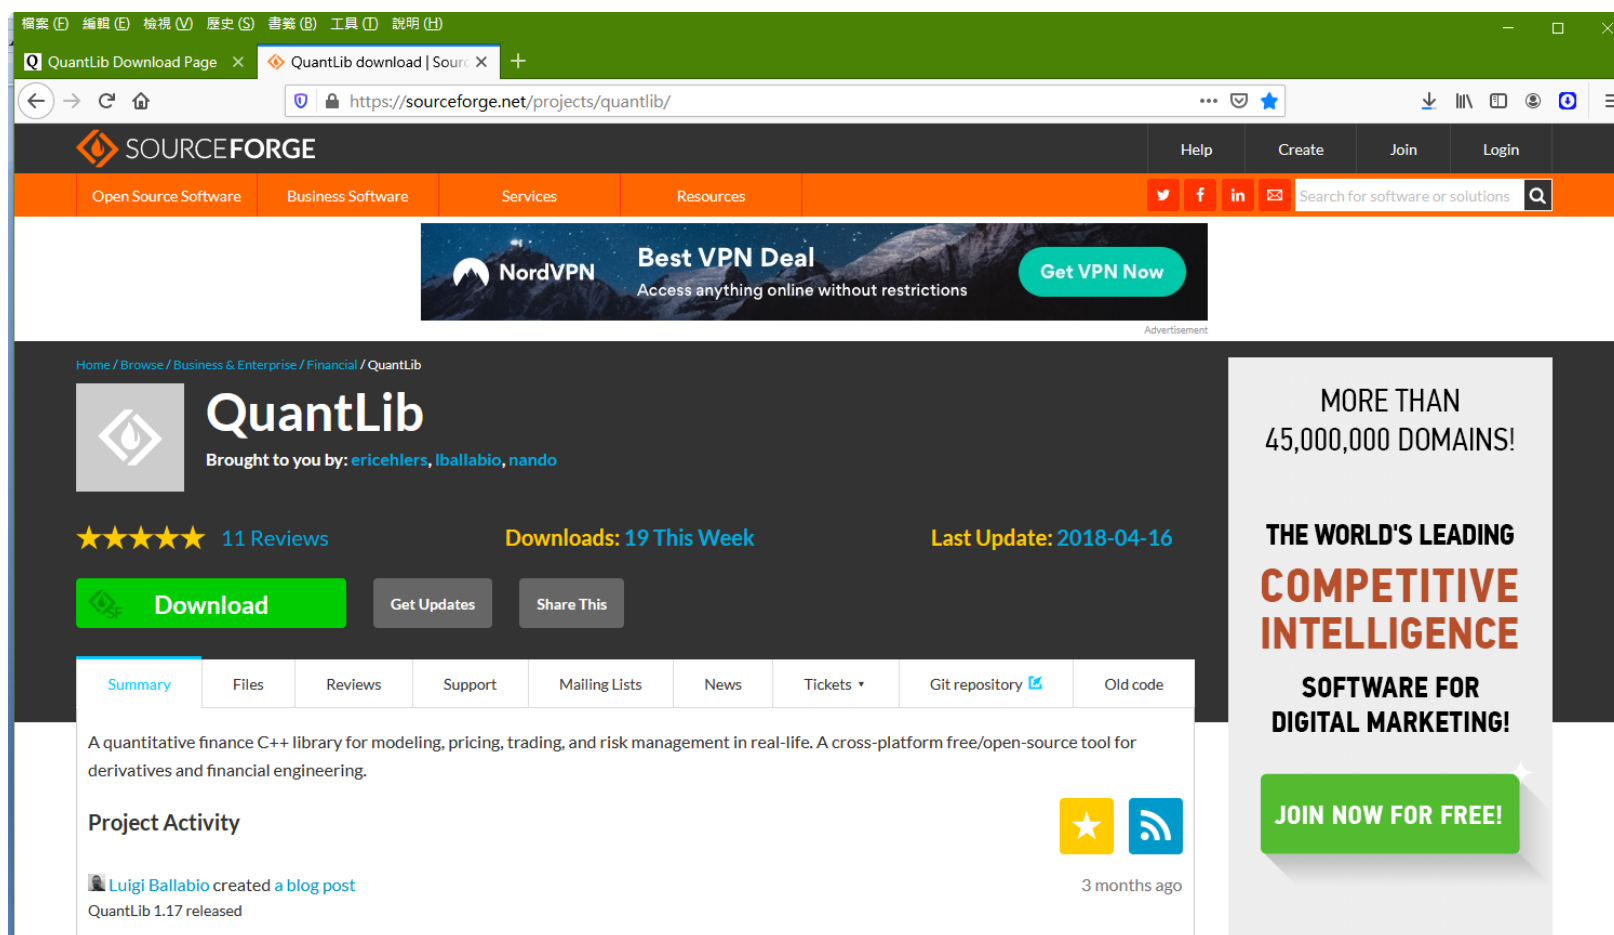 檔案(F) 編輯(E) 檢視(V) 歷史(S) 書籤(B) 工具(T) 說明(H)
QuantLib Download Page
QuantLib download | Sourc
https://sourceforge.net/projects/quantlib/
SOURCEFORGE
Help Create Join Login
Open Source Software Business Software Services Resources
Search for software or solutions
NordVPN
Best VPN Deal
Access anything online without restrictions
Get VPN Now
Advertisement
Home / Browse / Business & Enterprise / Financial / QuantLib
QuantLib
Brought to you by: ericehlers, lballabio, nando
11 Reviews
Downloads: 19 This Week
Last Update: 2018-04-16
SF
Download
Get Updates
Share This
Summary Files Reviews Support Mailing Lists News Tickets Git repository Old code
A quantitative finance C++ library for modeling, pricing, trading, and risk management in real-life. A cross-platform free/open-source tool for
derivatives and financial engineering.
Project Activity
Luigi Ballabio created a blog post
3 months ago
QuantLib 1.17 released
MORE THAN
45,000,000 DOMAINS!
THE WORLD'S LEADING
COMPETITIVE
INTELLIGENCE
SOFTWARE FOR
DIGITAL MARKETING!
JOIN NOW FOR FREE!